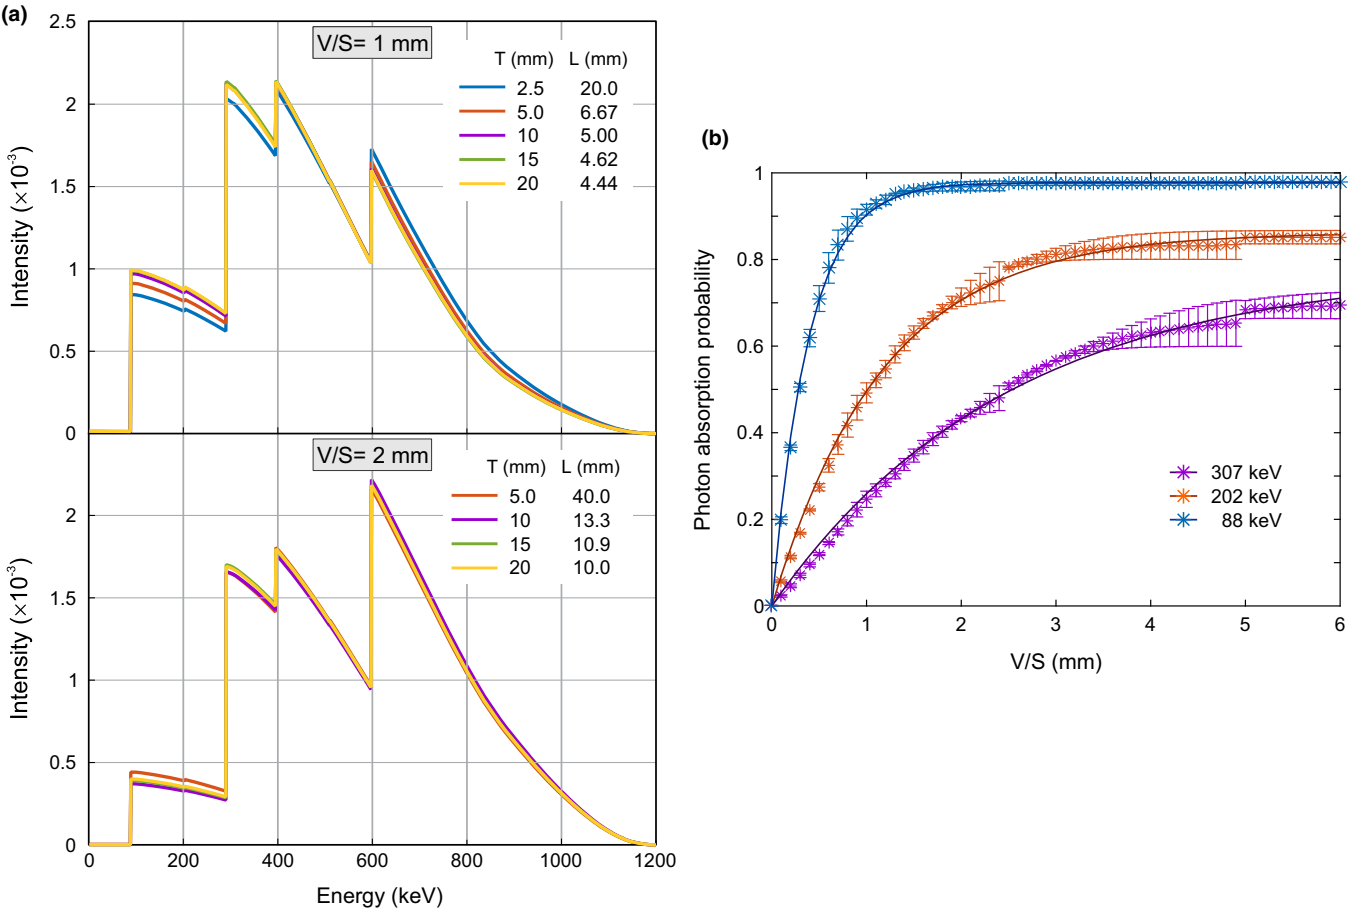 (a)
V/S= 1 mm
T (mm) L (mm)
2.5 20.0
5.0 6.67
10 5.00
15 4.62
20 4.44
Intensity (×10⁻³)
2.5
2
1.5
1
0.5
0
V/S= 2 mm
T (mm) L (mm)
5.0 40.0
10 13.3
15 10.9
20 10.0
Intensity (×10⁻³)
2
1.5
1
0.5
0
0 200 400 600 800 1000 1200
Energy (keV)
(b)
Photon absorption probability
1
0.8
0.6
0.4
0.2
0
307 keV
202 keV
88 keV
0 1 2 3 4 5 6
V/S (mm)